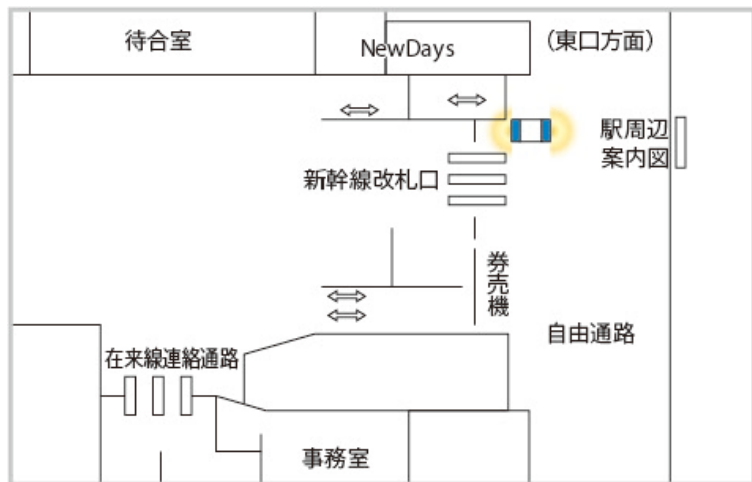 待合室
NewDays
（東口方面）
駅周辺
案内図
新幹線改札口
券売機
自由通路
在来線連絡通路
事務室